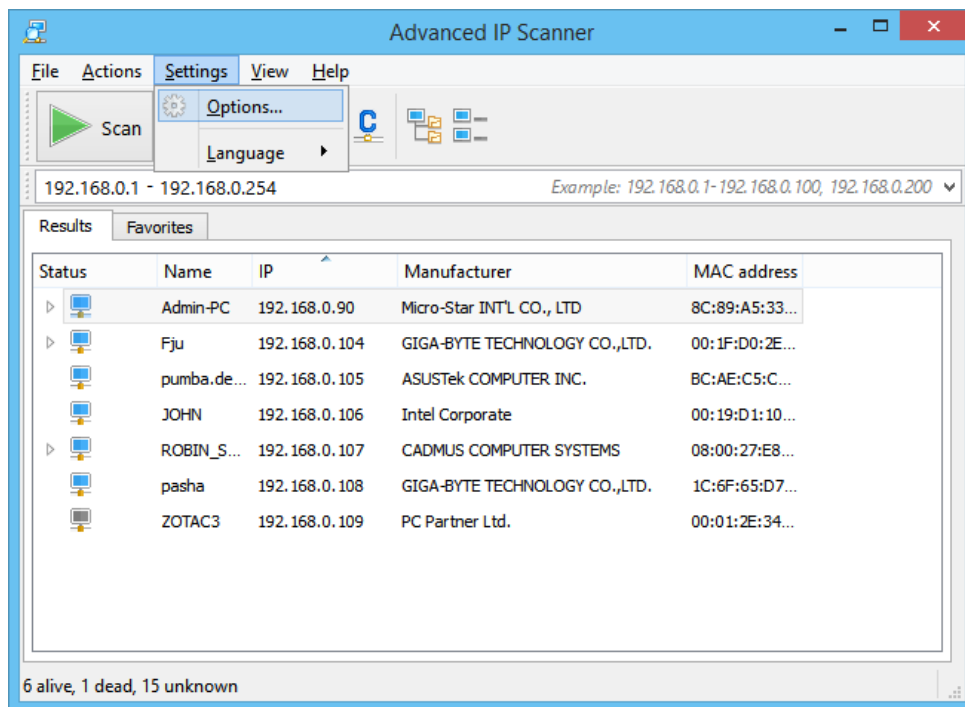 Advanced IP Scanner
File Actions Settings View Help
Scan
Options...
C
Language
192.168.0.1 - 192.168.0.254 Example: 192.168.0.1-192.168.0.100, 192.168.0.200
Results Favorites
Status Name IP Manufacturer MAC address
Admin-PC 192.168.0.90 Micro-Star INT'L CO., LTD 8C:89:A5:33...
Fju 192.168.0.104 GIGA-BYTE TECHNOLOGY CO.,LTD. 00:1F:D0:2E...
pumba.de... 192.168.0.105 ASUSTek COMPUTER INC. BC:AE:C5:C...
JOHN 192.168.0.106 Intel Corporate 00:19:D1:10...
ROBIN_S... 192.168.0.107 CADMUS COMPUTER SYSTEMS 08:00:27:E8...
pasha 192.168.0.108 GIGA-BYTE TECHNOLOGY CO.,LTD. 1C:6F:65:D7...
ZOTAC3 192.168.0.109 PC Partner Ltd. 00:01:2E:34...
6 alive, 1 dead, 15 unknown